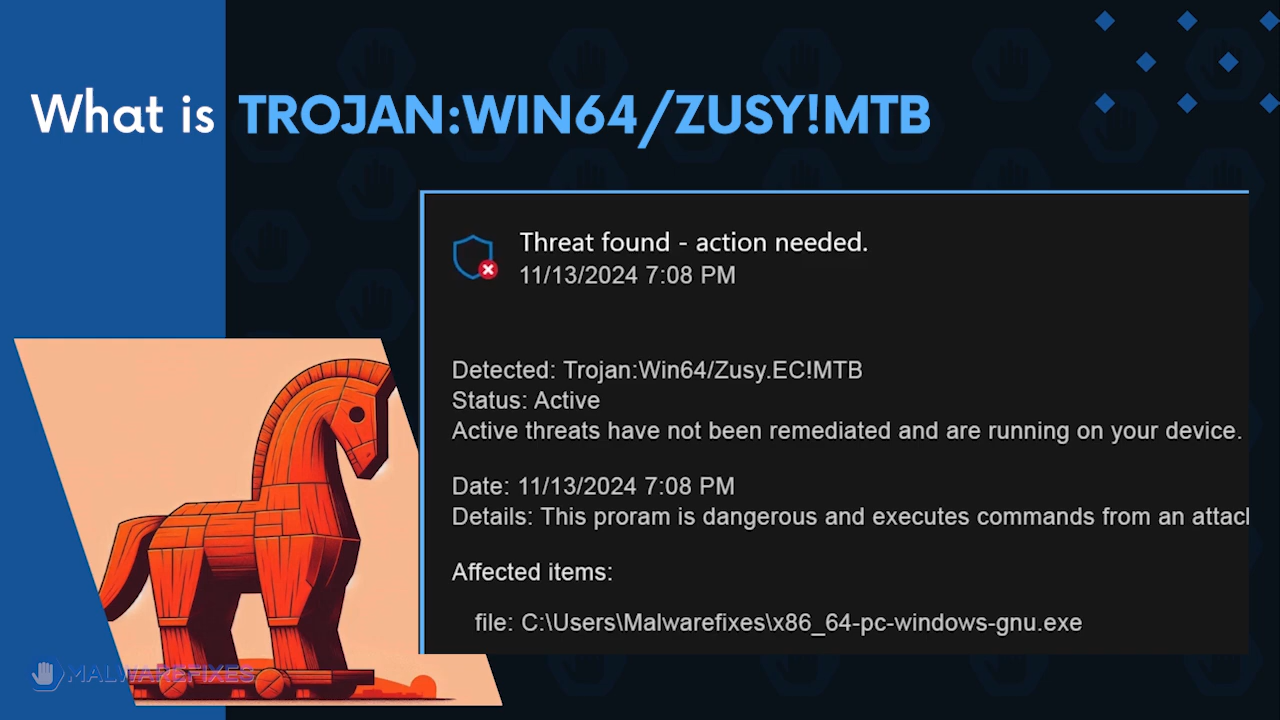 What is TROJAN:WIN64/ZUSY!MTB
Threat found - action needed.
11/13/2024 7:08 PM
Detected: Trojan:Win64/Zusy.EC!MTB
Status: Active
Active threats have not been remediated and are running on your device.
Date: 11/13/2024 7:08 PM
Details: This proram is dangerous and executes commands from an
Affected items:
file: C:\Users\Malwarefixes\x86_64-pc-windows-gnu.exe
MALWAREFIXES